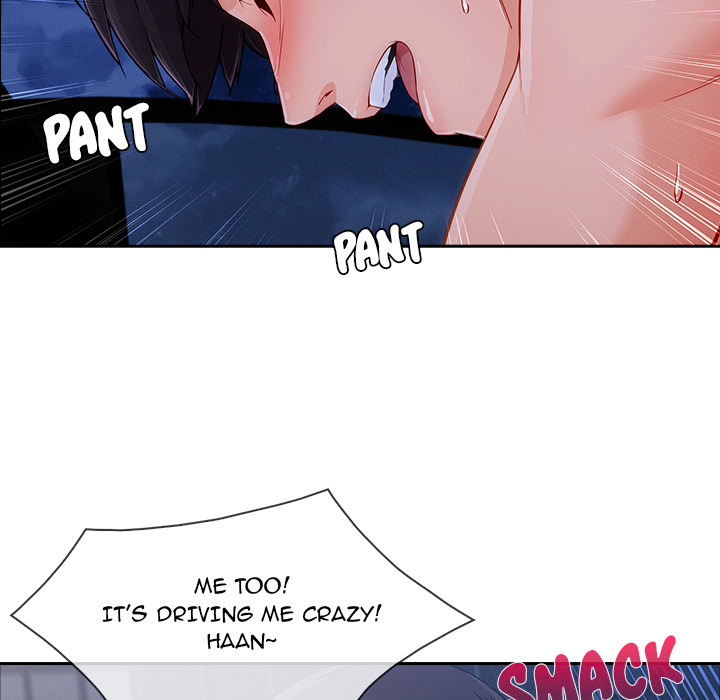 PANT
PANT
ME TOO!
IT'S DRIVING ME CRAZY!
HAAN~
SMACK